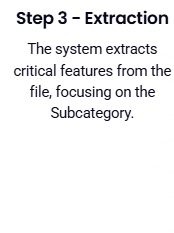 Step 3 - Extraction
The system extracts
critical features from the
file, focusing on the
Subcategory.